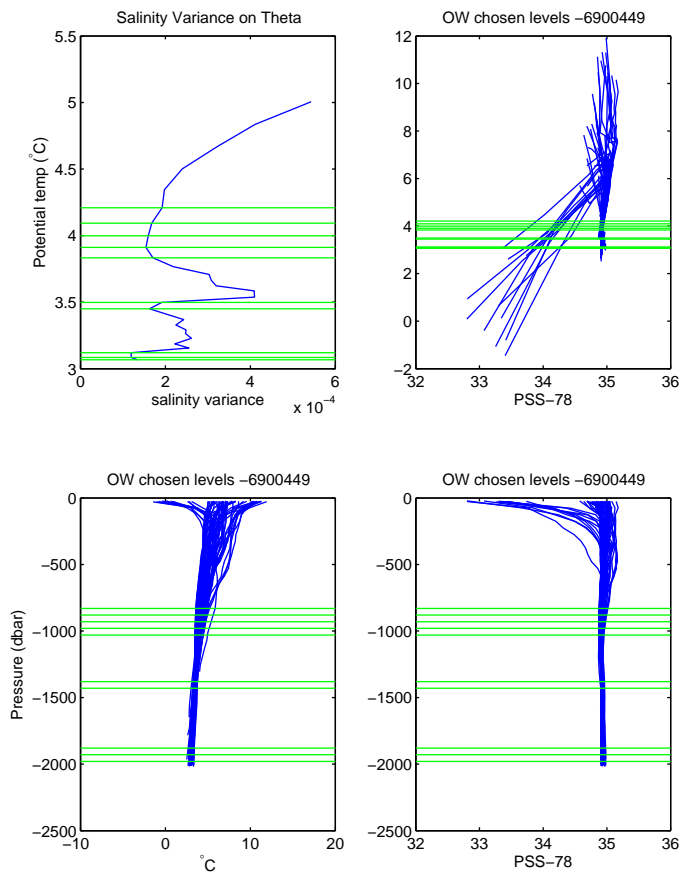 Salinity Variance on Theta
5.5
5
4.5
4
3.5
3
0 2 4 6
Potential temp (°C)
salinity variance
x 10⁻⁴
OW chosen levels −6900449
12
10
8
6
4
2
0
−2
32 33 34 35 36
PSS−78
OW chosen levels −6900449
0
−500
−1000
−1500
−2000
−2500
−10 0 10 20
Pressure (dbar)
°C
OW chosen levels −6900449
0
−500
−1000
−1500
−2000
−2500
32 33 34 35 36
PSS−78